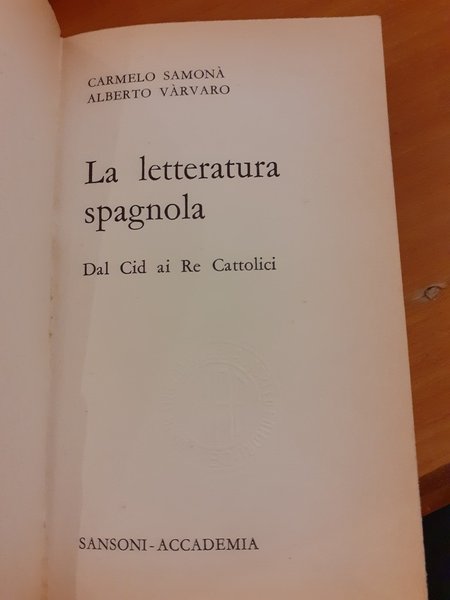 CARMELO SAMONÀ
ALBERTO VÀRVARO
La letteratura
spagnola
Dal Cid ai Re Cattolici
SANSONI-ACCADEMIA